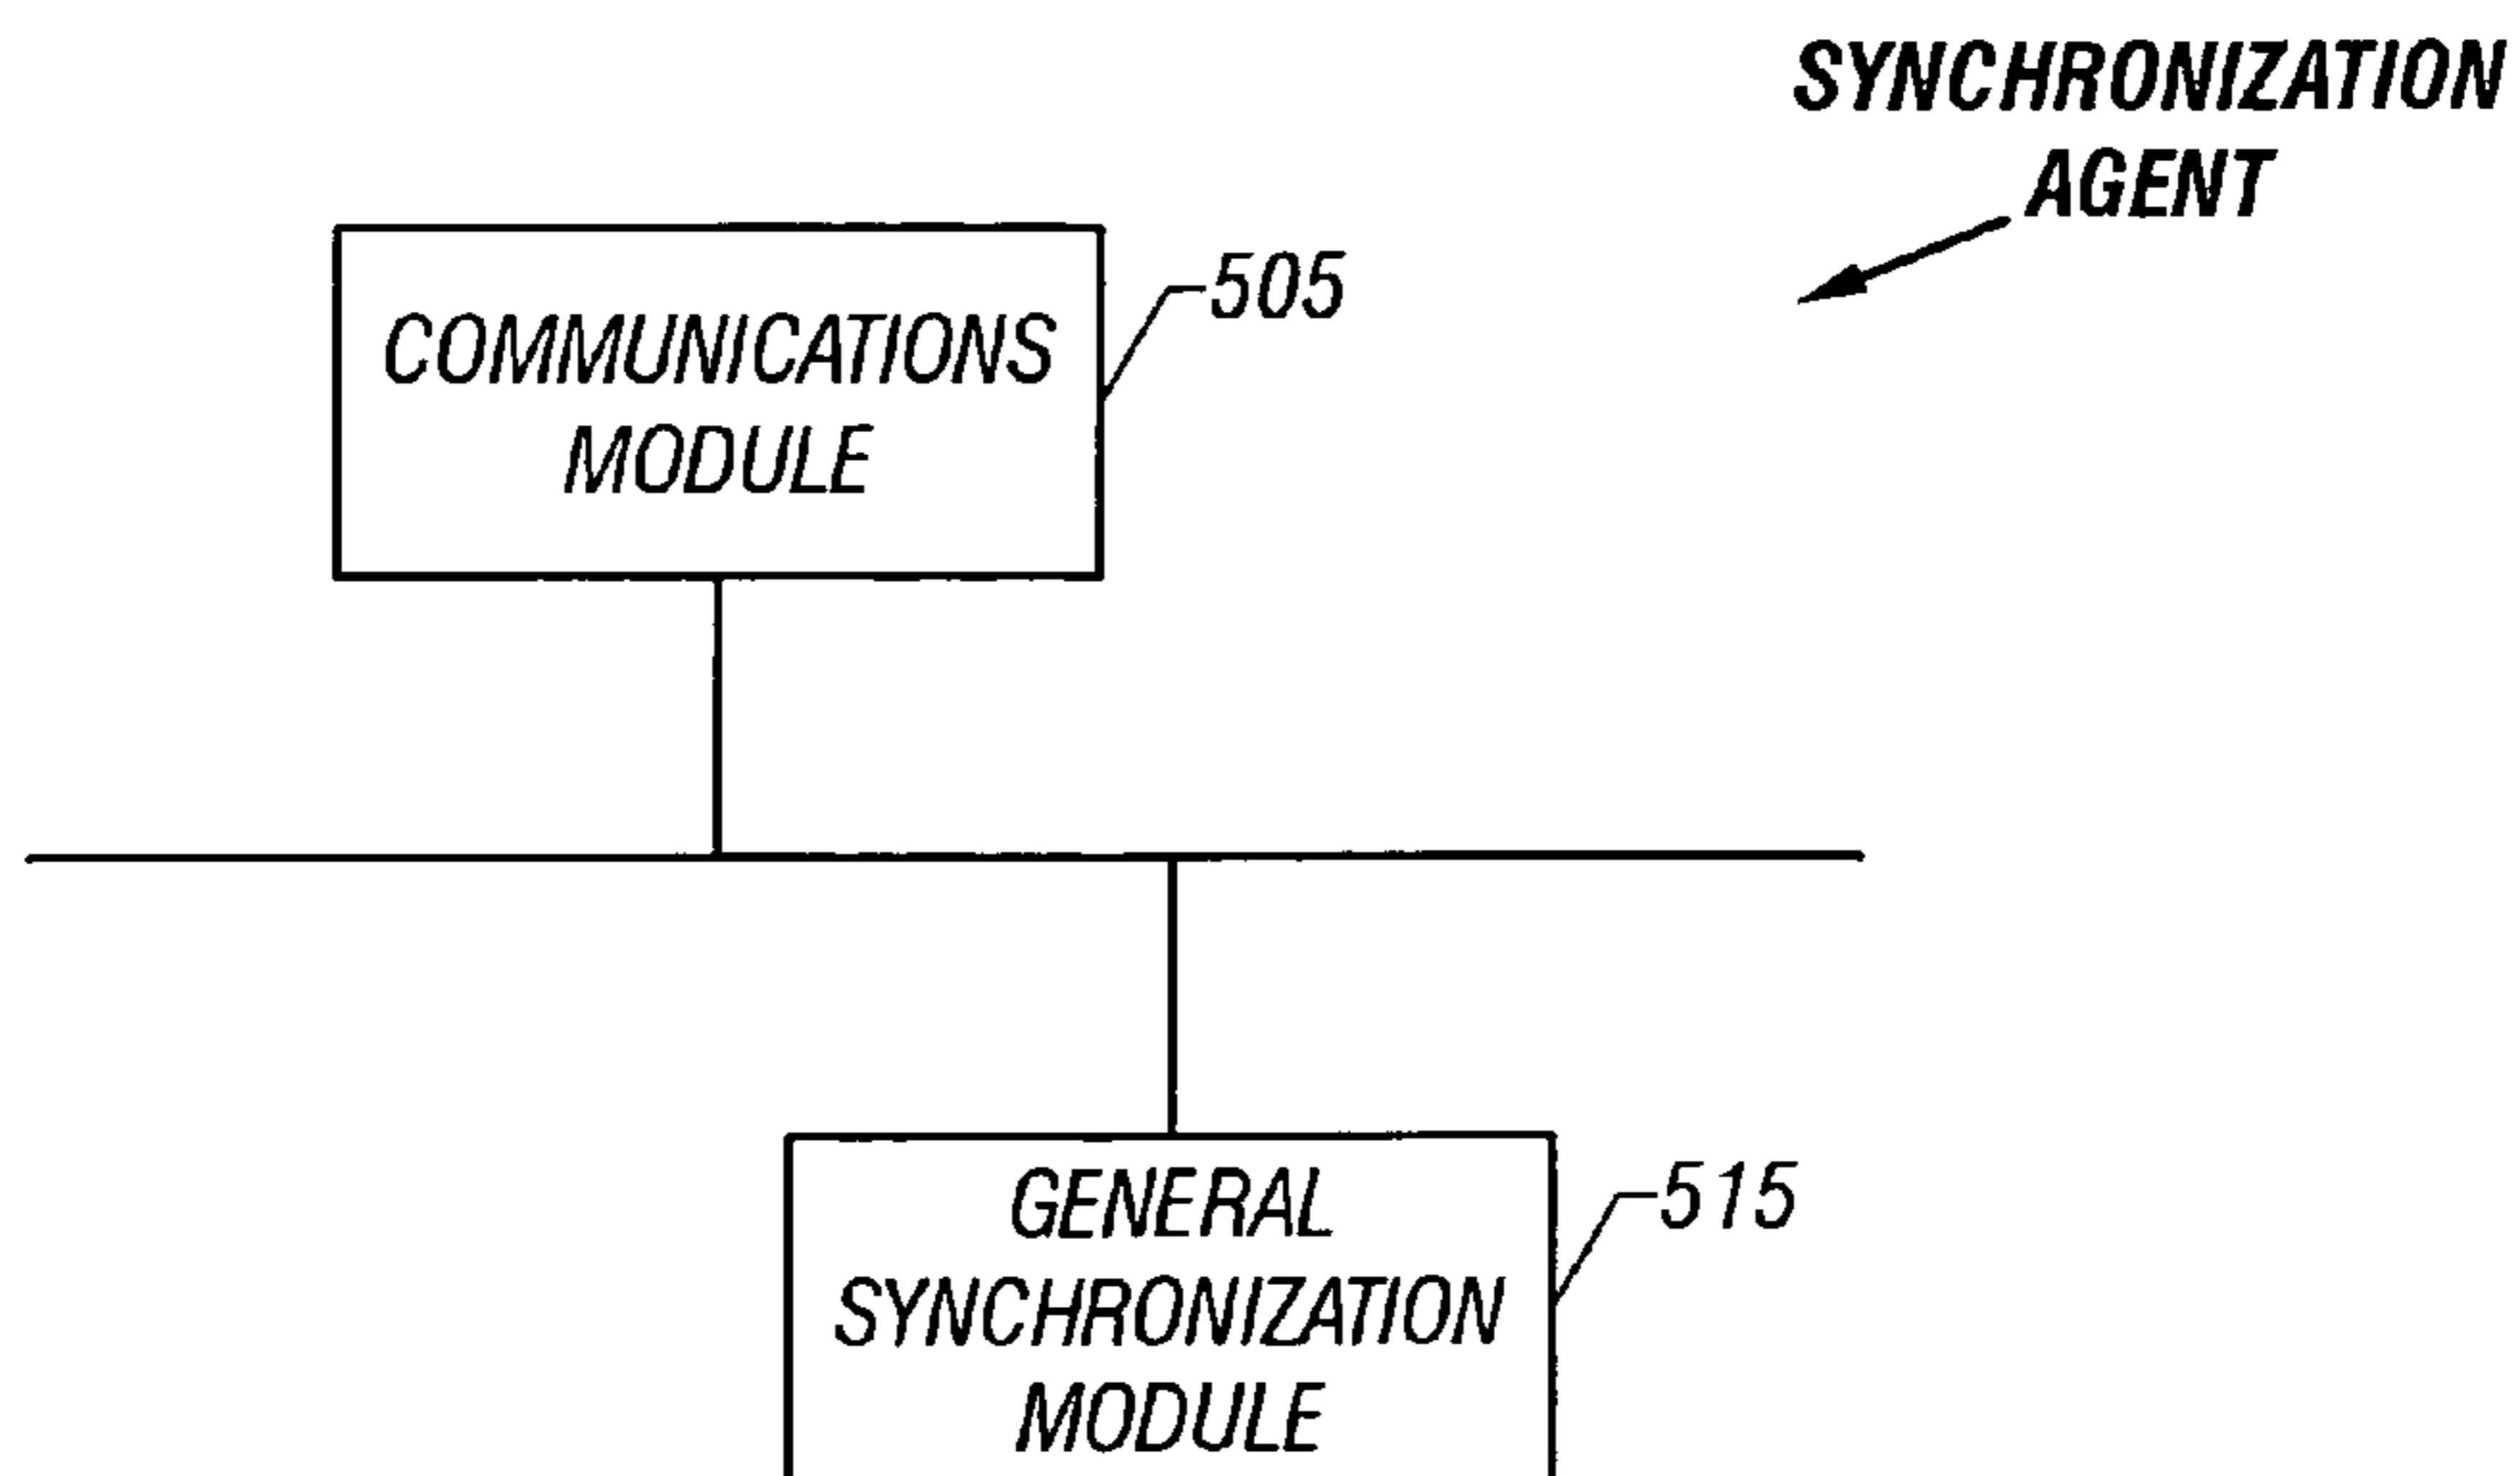 SYNCHRONIZATION
AGENT
505
COMMUNICATIONS
MODULE
515
GENERAL
SYNCHRONIZATION
MODULE